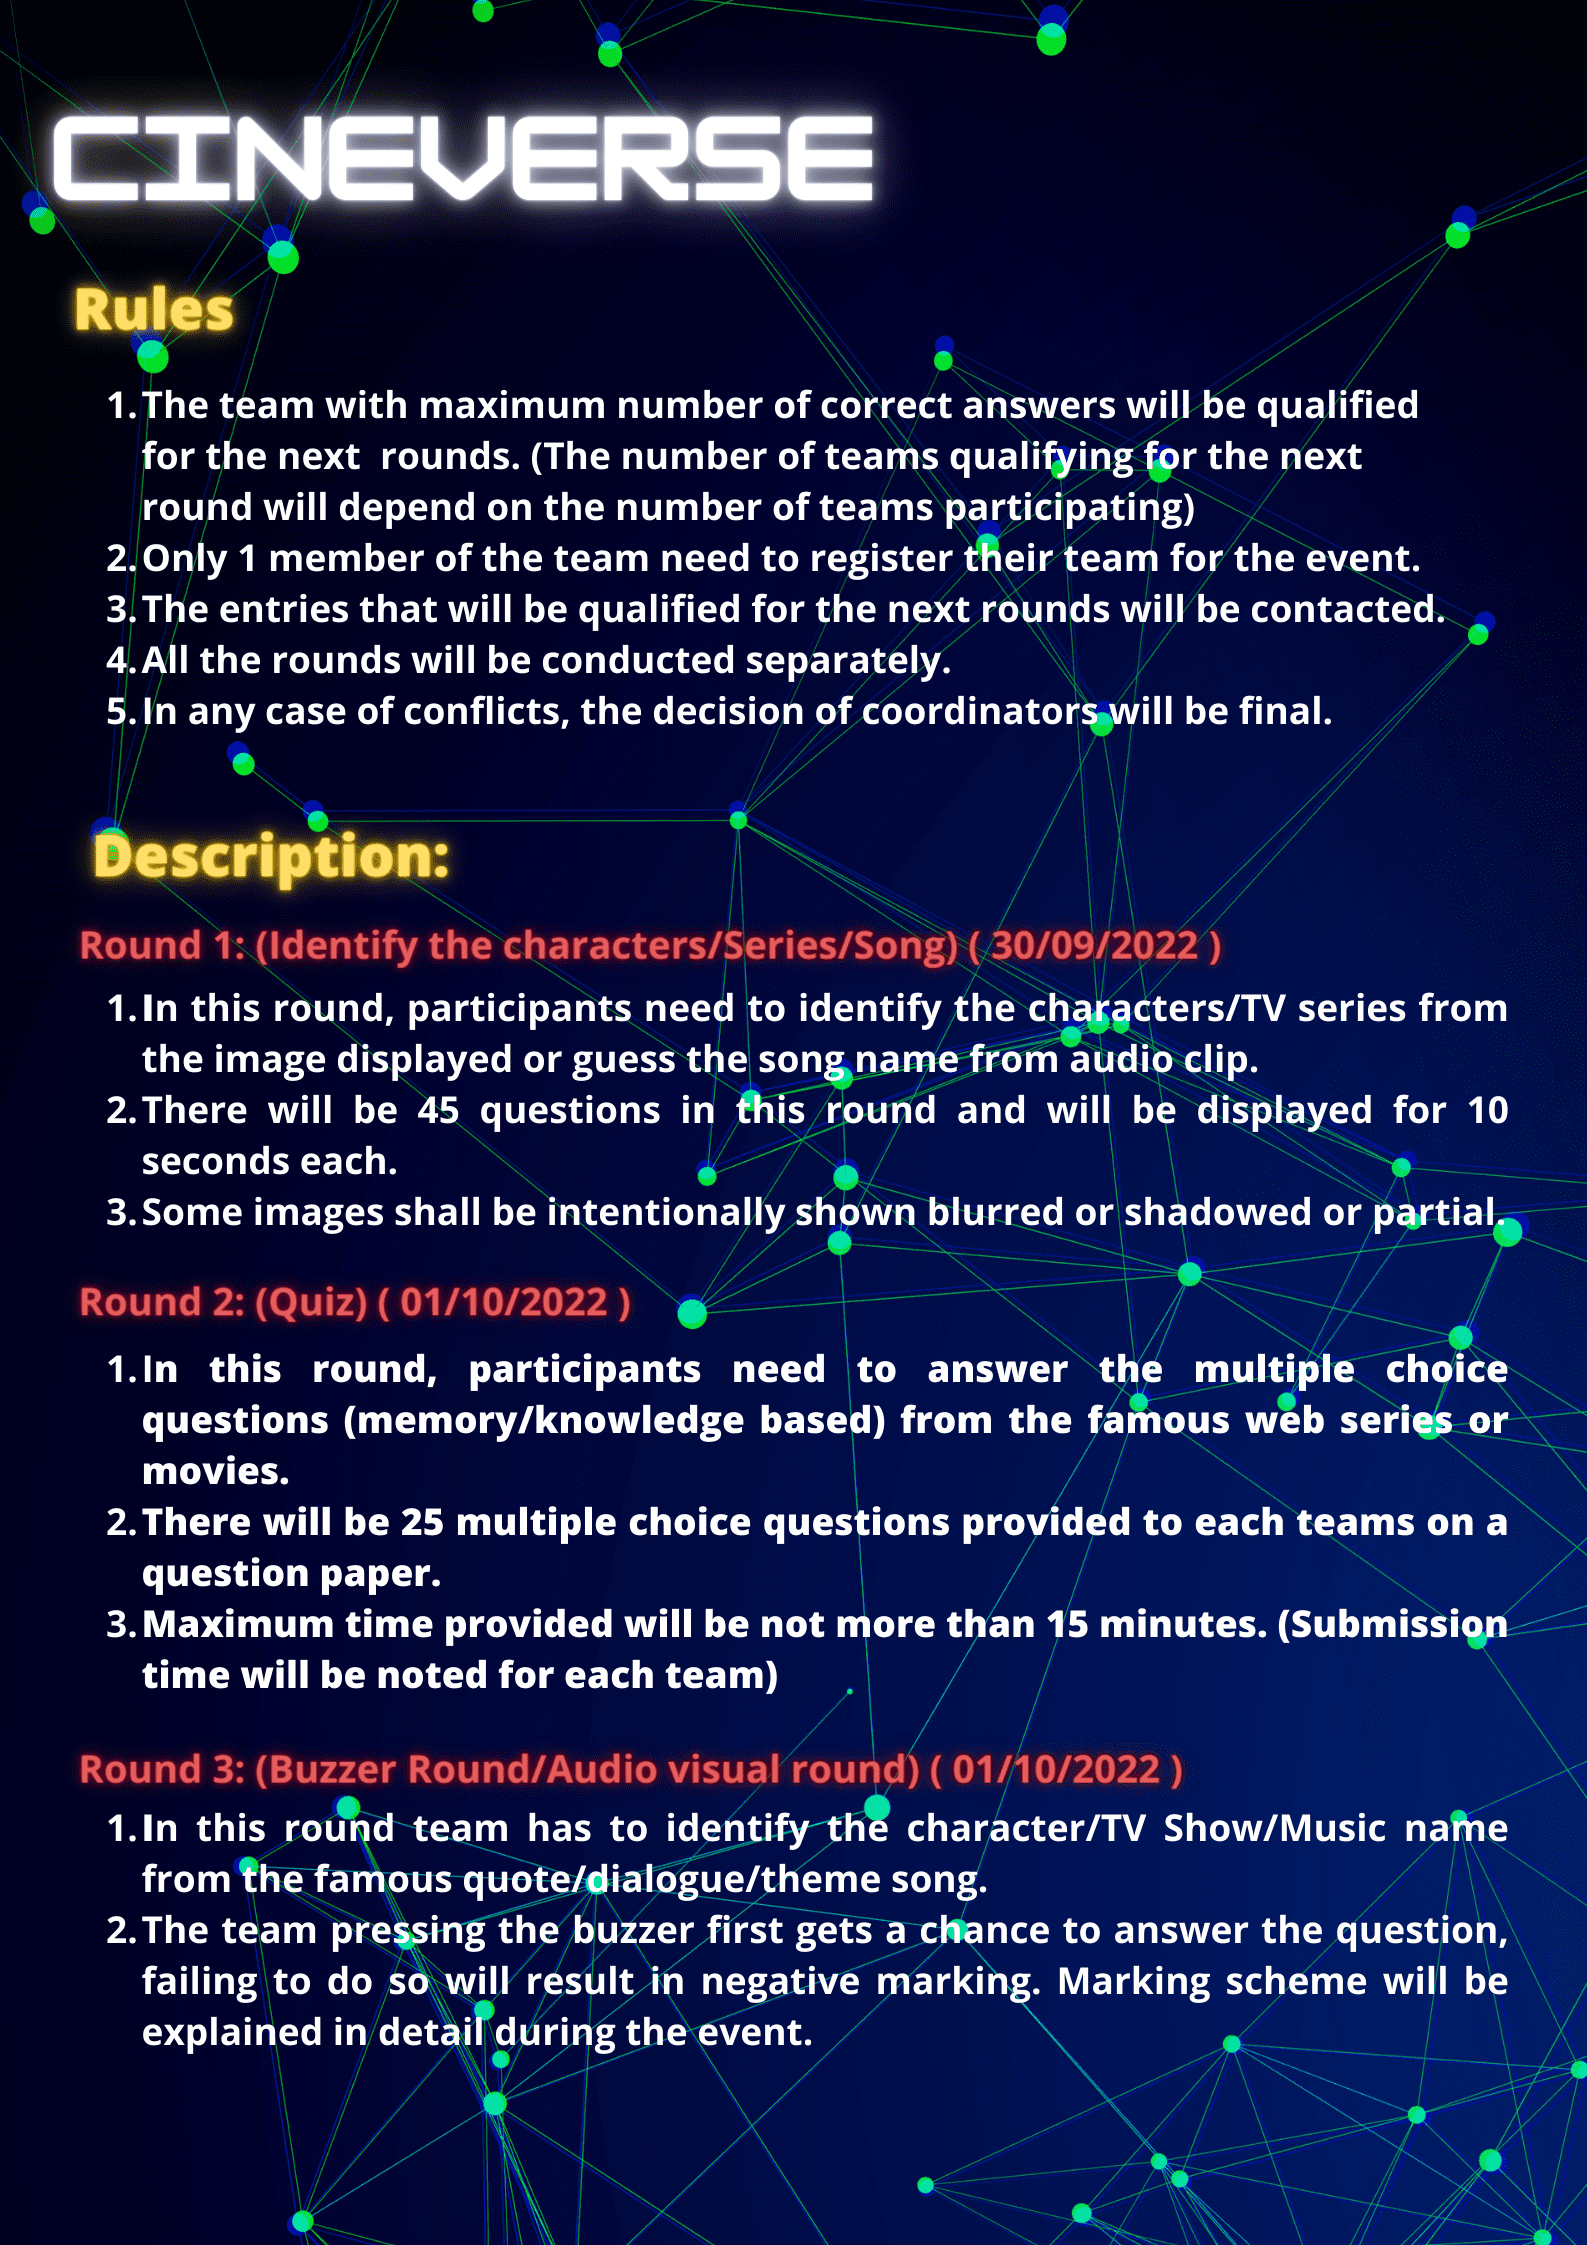 CINEVERSE
Rules
1. The team with maximum number of correct answers will be qualified
for the next rounds. (The number of teams qualifying for the next
round will depend on the number of teams participating)
2. Only 1 member of the team need to register their team for the event.
3. The entries that will be qualified for the next rounds will be contacted.
4. All the rounds will be conducted separately.
5. In any case of conflicts, the decision of coordinators will be final.
Description:
Round 1: (Identify the characters/Series/Song) ( 30/09/2022 )
1. In this round, participants need to identify the characters/TV series from
the image displayed or guess the song name from audio clip.
2. There will be 45 questions in this round and will be displayed for 10
seconds each.
3. Some images shall be intentionally shown blurred or shadowed or partial.
Round 2: (Quiz) ( 01/10/2022 )
1. In this round, participants need to answer the multiple choice
questions (memory/knowledge based) from the famous web series or
movies.
2. There will be 25 multiple choice questions provided to each teams on a
question paper.
3. Maximum time provided will be not more than 15 minutes. (Submission
time will be noted for each team)
Round 3: (Buzzer Round/Audio visual round) ( 01/10/2022 )
1. In this round team has to identify the character/TV Show/Music name
from the famous quote/dialogue/theme song.
2. The team pressing the buzzer first gets a chance to answer the question,
failing to do so will result in negative marking. Marking scheme will be
explained in detail during the event.